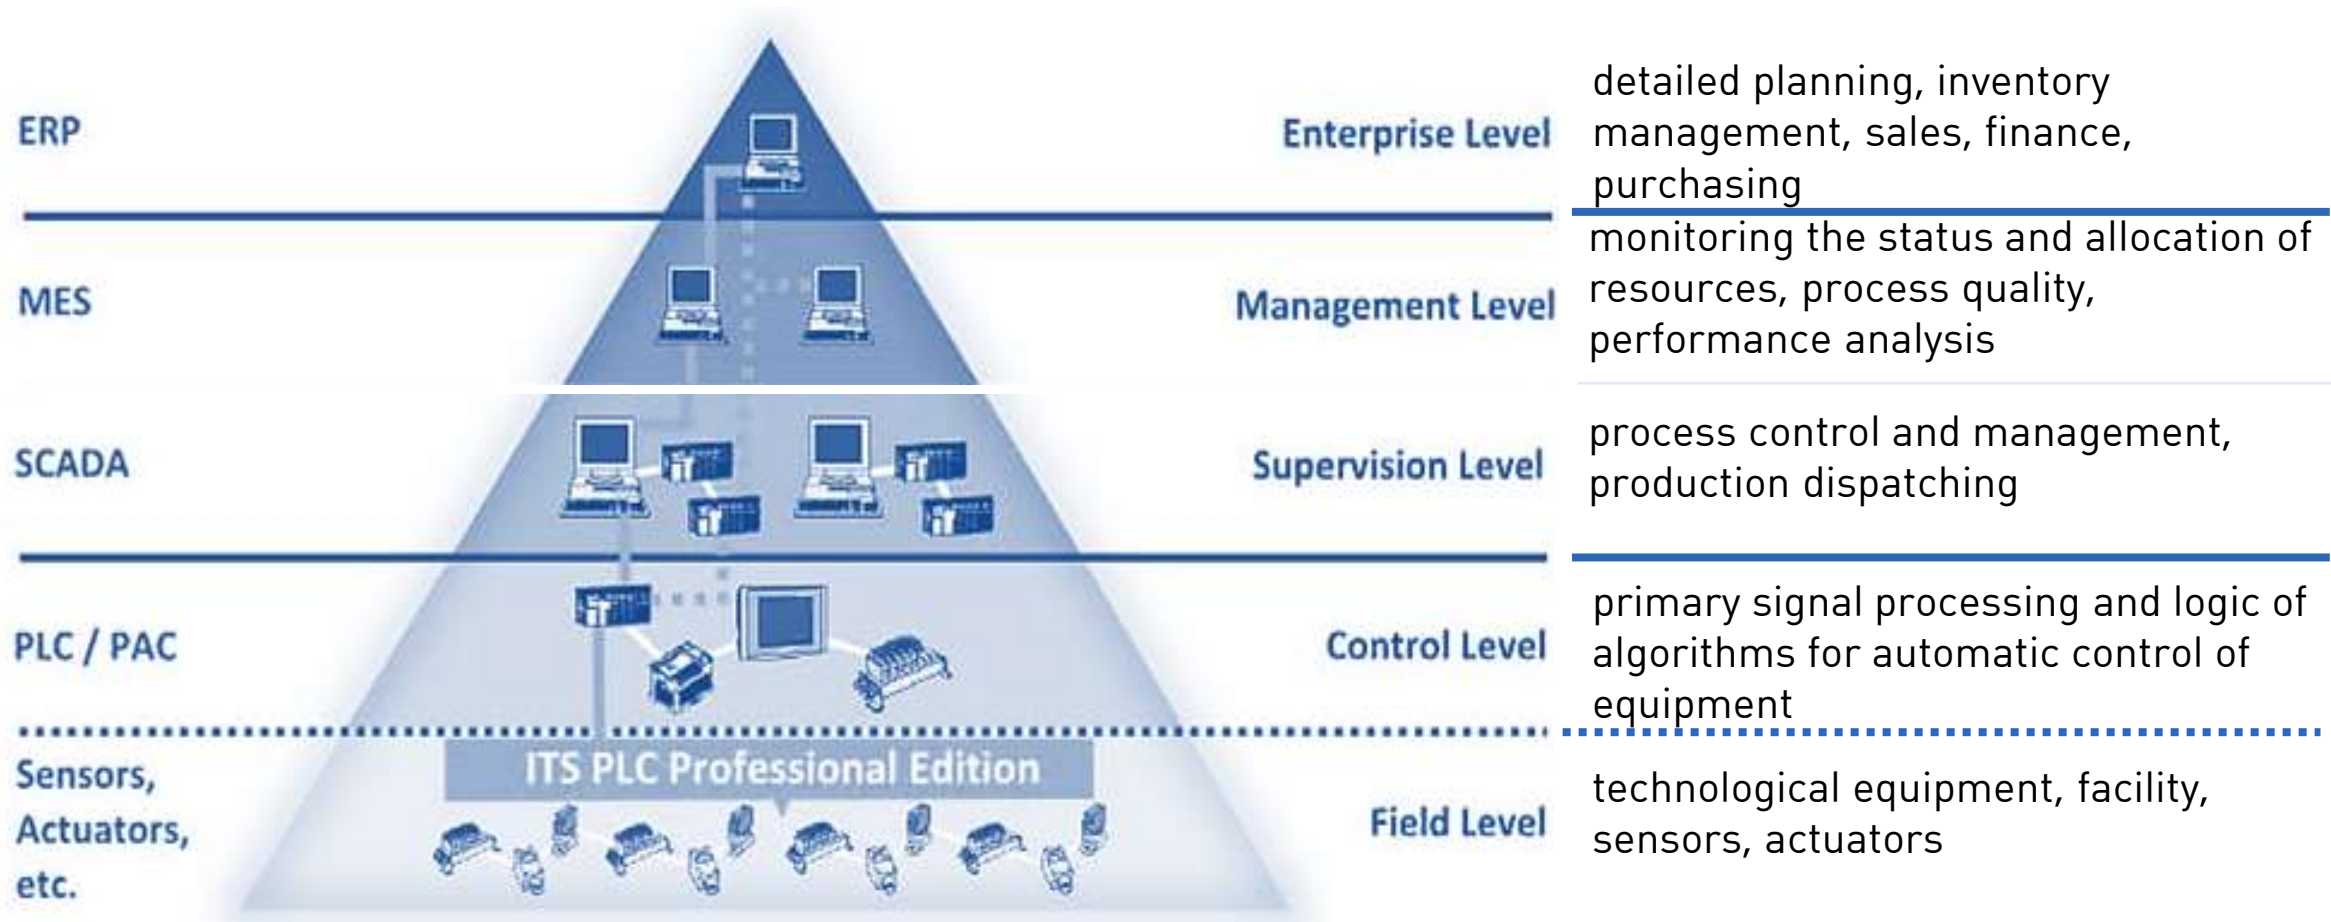 ERP
Enterprise Level
detailed planning, inventory
management, sales, finance,
purchasing
MES
Management Level
monitoring the status and allocation of
resources, process quality,
performance analysis
SCADA
Supervision Level
process control and management,
production dispatching
PLC / PAC
Control Level
primary signal processing and logic of
algorithms for automatic control of
equipment
Sensors,
Actuators,
etc.
ITS PLC Professional Edition
Field Level
technological equipment, facility,
sensors, actuators